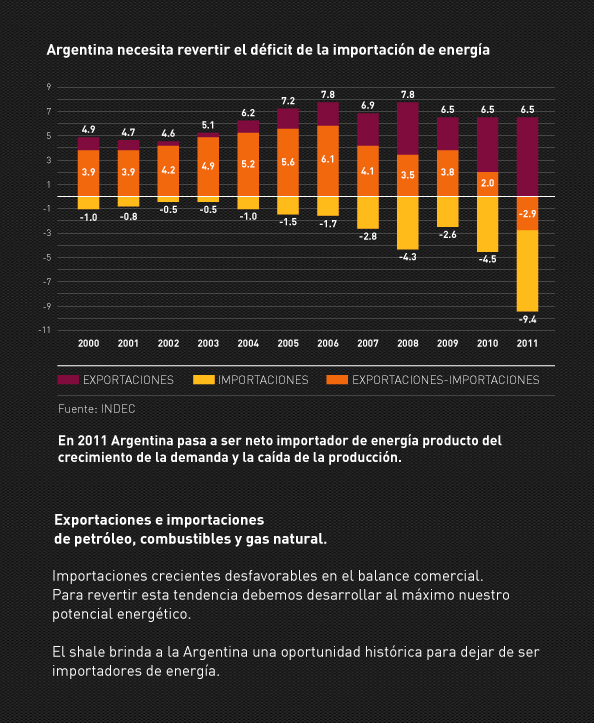 Argentina necesita revertir el déficit de la importación de energía
9
7
5
3
1
-1
-3
-5
-7
-9
-11
4.9 4.7 4.6 5.1 6.2 7.2 7.8 6.9 7.8 6.5 6.5 6.5
3.9 3.9 4.2 4.9 5.2 5.6 6.1 4.1 3.5 3.8 2.0 -2.9
-1.0 -0.8 -0.5 -0.5 -1.0 -1.5 -1.7 -2.8 -4.3 -2.6 -4.5 -9.4
2000 2001 2002 2003 2004 2005 2006 2007 2008 2009 2010 2011
EXPORTACIONES IMPORTACIONES EXPORTACIONES-IMPORTACIONES
Fuente: INDEC
En 2011 Argentina pasa a ser neto importador de energía producto del
crecimiento de la demanda y la caída de la producción.
Exportaciones e importaciones
de petróleo, combustibles y gas natural.
Importaciones crecientes desfavorables en el balance comercial.
Para revertir esta tendencia debemos desarrollar al máximo nuestro
potencial energético.
El shale brinda a la Argentina una oportunidad histórica para dejar de ser
importadores de energía.